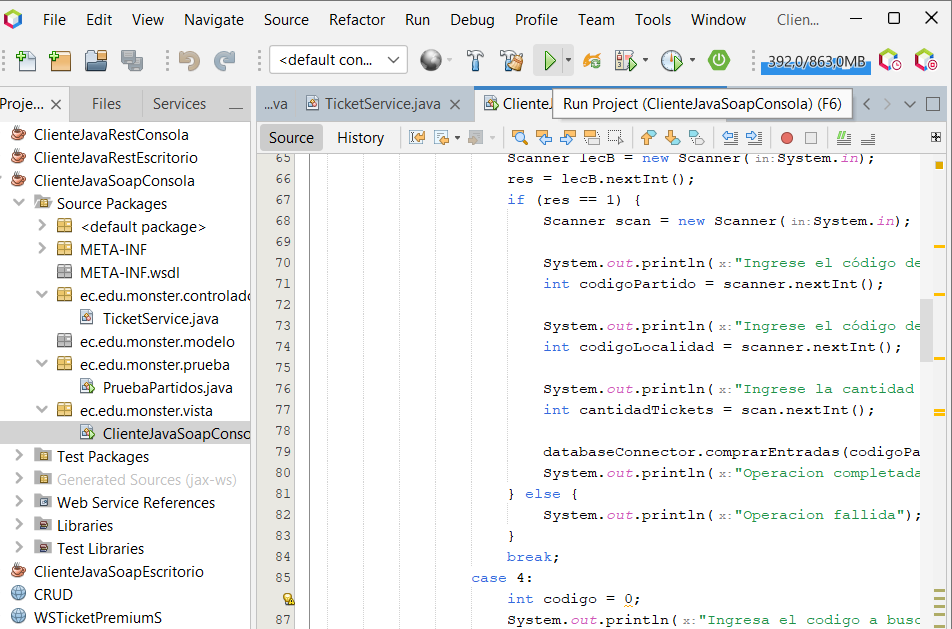 File Edit View Navigate Source Refactor Run Debug Profile Team Tools Window Clien...
<default con... 392,0/863,0MB
Proje... Files Services ...va TicketService.java ClienteJ Run Project (ClienteJavaSoapConsola) (F6)
Source History
ClienteJavaRestConsola
ClienteJavaRestEscritorio
ClienteJavaSoapConsola
Source Packages
<default package>
META-INF
META-INF.wsdl
ec.edu.monster.controlado
TicketService.java
ec.edu.monster.modelo
ec.edu.monster.prueba
PruebaPartidos.java
ec.edu.monster.vista
ClienteJavaSoapConso
Test Packages
Generated Sources (jax-ws)
Web Service References
Libraries
Test Libraries
ClienteJavaSoapEscritorio
CRUD
WSTicketPremiumS
65 Scanner lecB = new Scanner(in:System.in);
66 res = lecB.nextInt();
67 if (res == 1) {
68 Scanner scan = new Scanner(in:System.in);
69
70 System.out.println(x:"Ingrese el código de
71 int codigoPartido = scanner.nextInt();
72
73 System.out.println(x:"Ingrese el código de
74 int codigoLocalidad = scanner.nextInt();
75
76 System.out.println(x:"Ingrese la cantidad
77 int cantidadTickets = scan.nextInt();
78
79 databaseConnector.comprarEntradas(codigoPa
80 System.out.println(x:"Operacion completada
81 } else {
82 System.out.println(x:"Operacion fallida");
83 }
84 break;
85 case 4:
int codigo = 0;
87 System.out.println(x:"Ingresa el codigo a busc